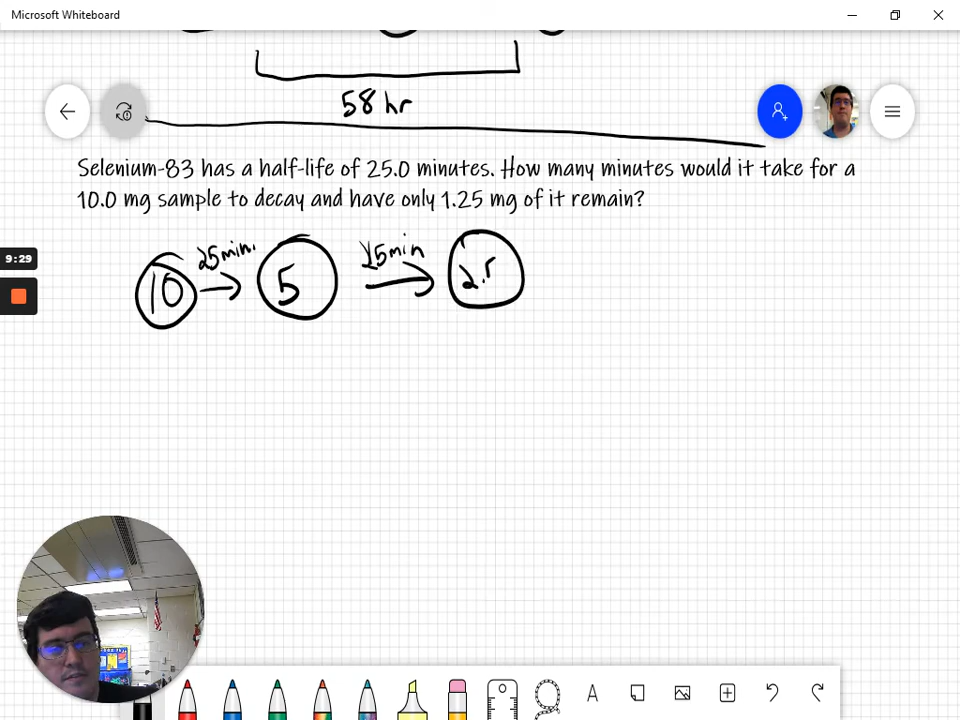 Microsoft Whiteboard
58 hr
Selenium-83 has a half-life of 25.0 minutes. How many minutes would it take for a
10.0 mg sample to decay and have only 1.25 mg of it remain?
25min. 25min
10 5 2.5
9:29
A